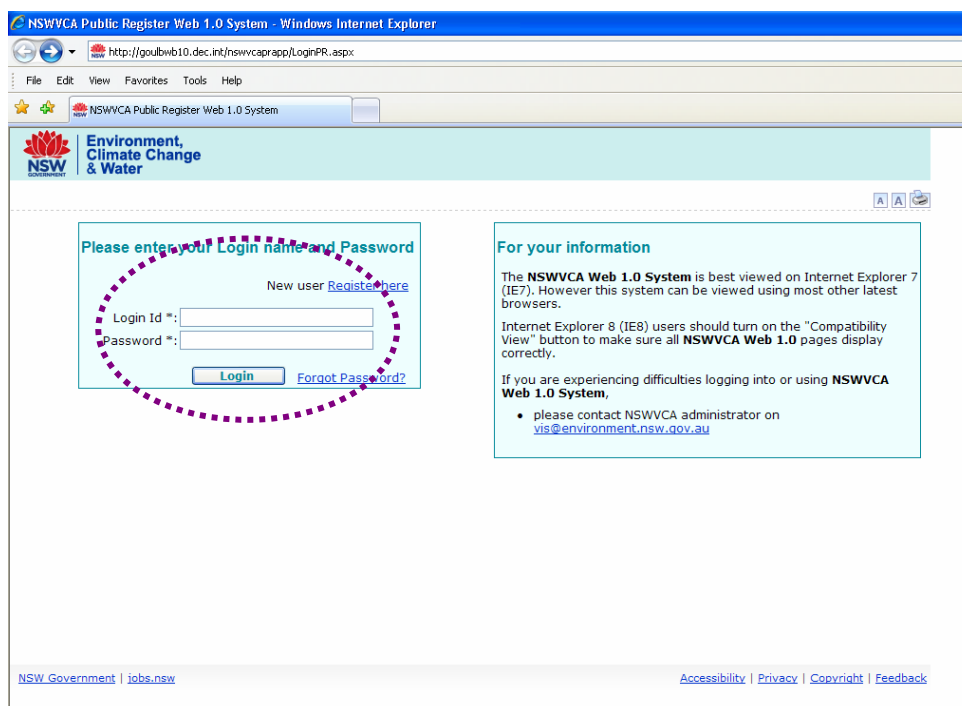 NSWVCA Public Register Web 1.0 System - Windows Internet Explorer
http://goulbwb10.dec.int/nswvcaprapp/LoginPR.aspx
File Edit View Favorites Tools Help
NSWVCA Public Register Web 1.0 System
NSW
GOVERNMENT
Environment,
Climate Change
& Water
A A
Please enter your Login name and Password
New user Register here
Login Id *:
Password *:
Login Forgot Password?
For your information
The NSWVCA Web 1.0 System is best viewed on Internet Explorer 7
(IE7). However this system can be viewed using most other latest
browsers.
Internet Explorer 8 (IE8) users should turn on the "Compatibility
View" button to make sure all NSWVCA Web 1.0 pages display
correctly.
If you are experiencing difficulties logging into or using NSWVCA
Web 1.0 System,
• please contact NSWVCA administrator on
vis@environment.nsw.gov.au
NSW Government | jobs.nsw
Accessibility | Privacy | Copyright | Feedback